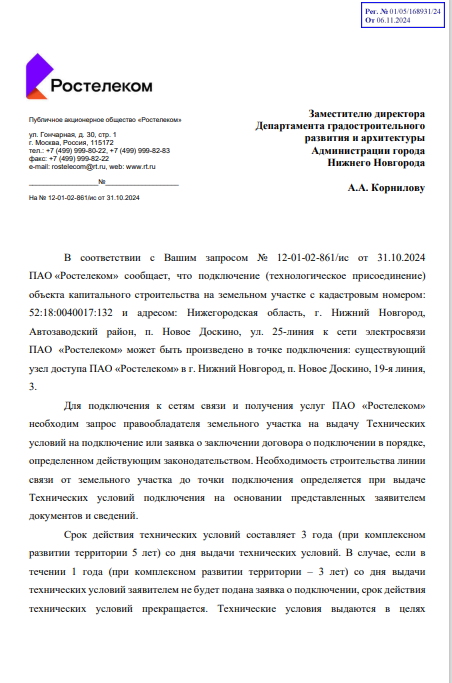 Рег. № 01/05/168931/24
От 06.11.2024
Ростелеком
Публичное акционерное общество «Ростелеком»
ул. Гончарная, д. 30, стр. 1
г. Москва, Россия, 115172
тел.: +7 (499) 999-80-22, +7 (499) 999-82-83
факс: +7 (499) 999-82-22
e-mail: rostelecom@rt.ru, web: www.rt.ru
___________________№____________________
На № 12-01-02-861/ис от 31.10.2024
Заместителю директора
Департамента градостроительного
развития и архитектуры
Администрации города
Нижнего Новгорода
А.А. Корнилову
В соответствии с Вашим запросом № 12-01-02-861/ис от 31.10.2024
ПАО «Ростелеком» сообщает, что подключение (технологическое присоединение)
объекта капитального строительства на земельном участке с кадастровым номером:
52:18:0040017:132 и адресом: Нижегородская область, г. Нижний Новгород,
Автозаводский район, п. Новое Доскино, ул. 25-линия к сети электросвязи
ПАО «Ростелеком» может быть произведено в точке подключения: существующий
узел доступа ПАО «Ростелеком» в г. Нижний Новгород, п. Новое Доскино, 19-я линия,
3.
Для подключения к сетям связи и получения услуг ПАО «Ростелеком»
необходим запрос правообладателя земельного участка на выдачу Технических
условий на подключение или заявка о заключении договора о подключении в порядке,
определенном действующим законодательством. Необходимость строительства линии
связи от земельного участка до точки подключения определяется при выдаче
Технических условий подключения на основании представленных заявителем
документов и сведений.
Срок действия технических условий составляет 3 года (при комплексном
развитии территории 5 лет) со дня выдачи технических условий. В случае, если в
течении 1 года (при комплексном развитии территории – 3 лет) со дня выдачи
технических условий заявителем не будет подана заявка о подключении, срок действия
технических условий прекращается. Технические условия выдаются в целях